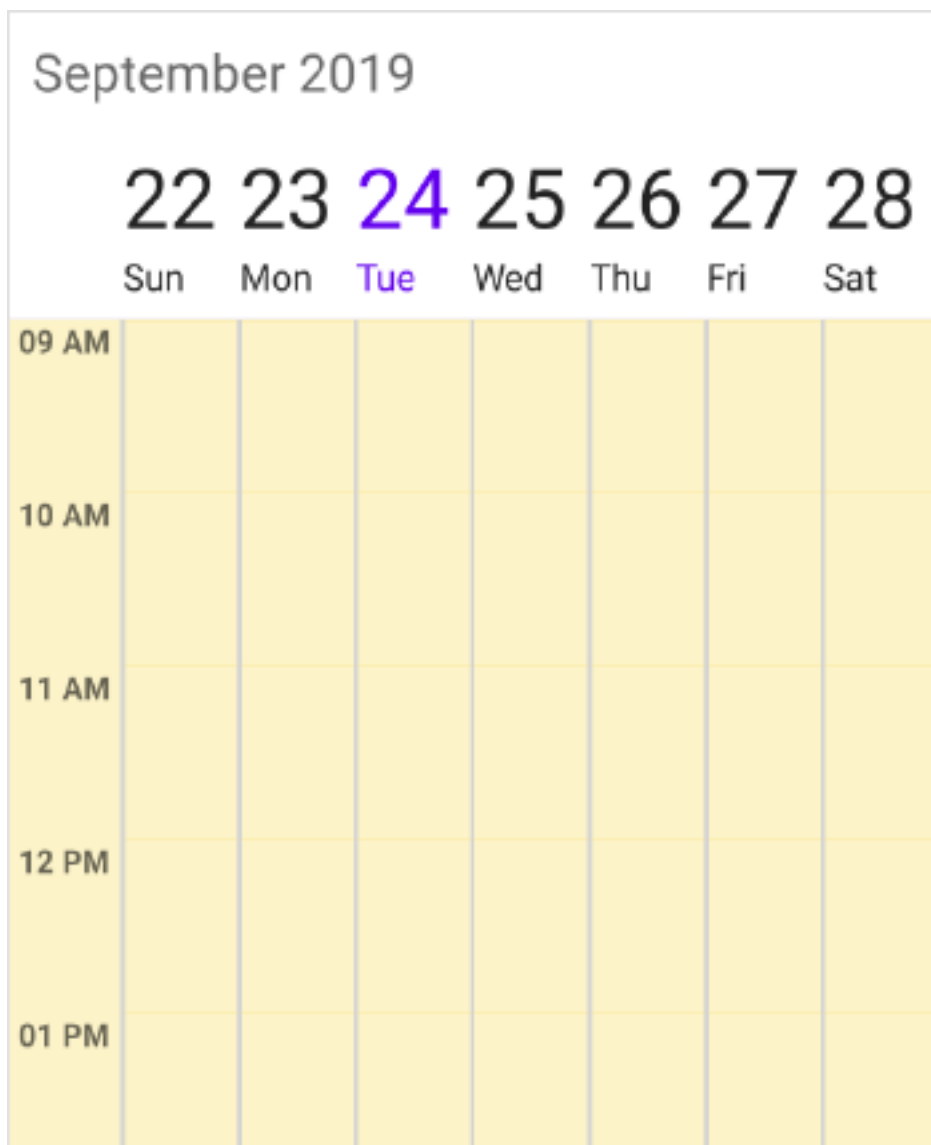 September 2019
22 23 24 25 26 27 28
Sun Mon Tue Wed Thu Fri Sat
09 AM
10 AM
11 AM
12 PM
01 PM